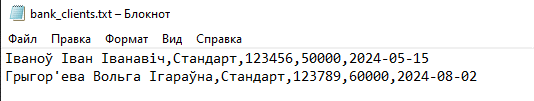 bank_clients.txt – Блокнот
Файл Правка Формат Вид Справка
Іваноў Іван Іванавіч,Стандарт,123456,50000,2024-05-15
Грыгор'ева Вольга Ігараўна,Стандарт,123789,60000,2024-08-02